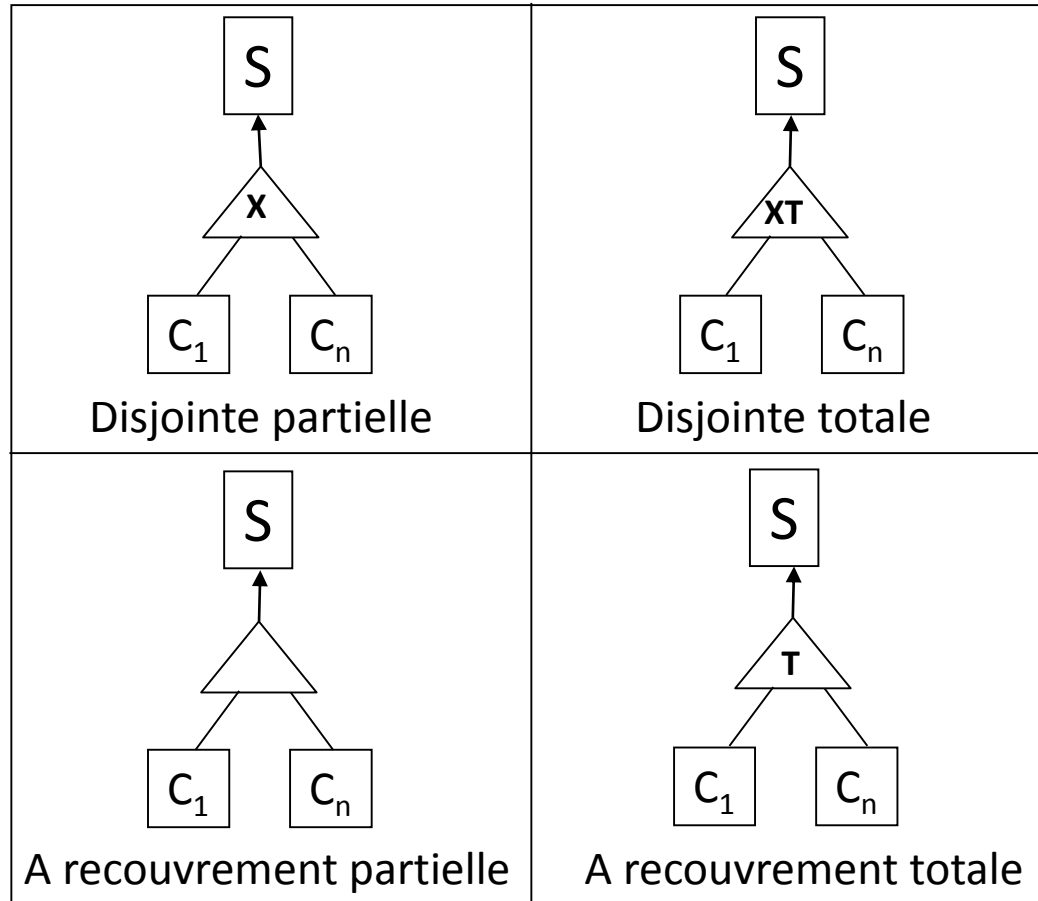 S
X
C₁ Cₙ
Disjointe partielle
S
XT
C₁ Cₙ
Disjointe totale
S
C₁ Cₙ
A recouvrement partielle
S
T
C₁ Cₙ
A recouvrement totale